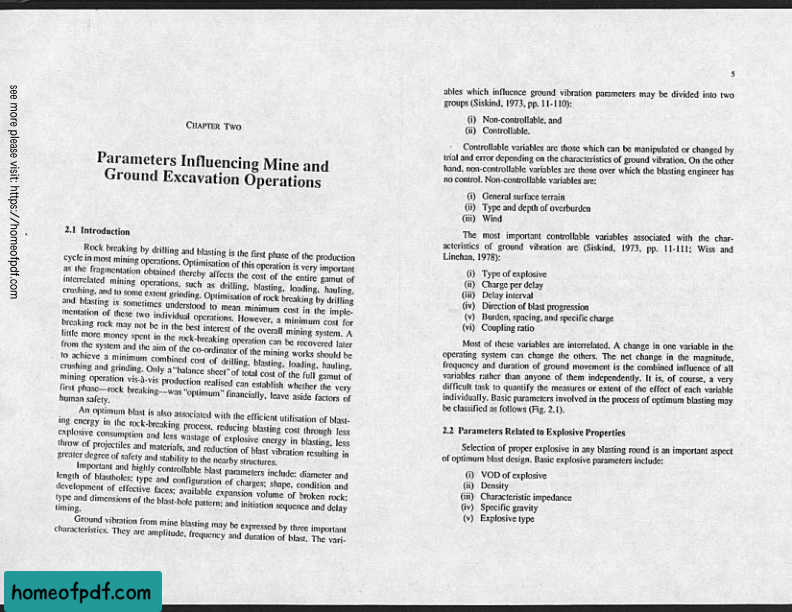 see more please visit: https://homeofpdf.com
CHAPTER TWO
Parameters Influencing Mine and
Ground Excavation Operations
2.1 Introduction
Rock breaking by drilling and blasting is the first phase of the production
cycle in most mining operations. Optimisation of this operation is very important
as the fragmentation obtained thereby affects the cost of the entire gamut of
interrelated mining operations, such as drilling, blasting, loading, hauling,
crushing, and to some extent grinding. Optimisation of rock breaking by drilling
and blasting is sometimes understood to mean minimum cost in the imple-
mentation of these two individual operations. However, a minimum cost for
breaking rock may not be in the best interest of the overall mining system. A
little more money spent in the rock-breaking operation can be recovered later
from the system and the aim of the co-ordinator of the mining works should be
to achieve a minimum combined cost of drilling, blasting, loading, hauling,
crushing and grinding. Only a "balance sheet" of total cost of the full gamut of
mining operation vis-à-vis production realised can establish whether the very
first phase—rock breaking—was "optimum" financially, leave aside factors of
human safety.
An optimum blast is also associated with the efficient utilisation of blast-
ing energy in the rock-breaking process, reducing blasting cost through less
explosive consumption and less wastage of explosive energy in blasting, less
throw of projectiles and materials, and reduction of blast vibration resulting in
greater degree of safety and stability to the nearby structures.
Important and highly controllable blast parameters include: diameter and
length of blastholes; type and configuration of charges; shape, condition and
development of effective faces; available expansion volume of broken rock;
type and dimensions of the blast-hole pattern; and initiation sequence and delay
timing.
Ground vibration from mine blasting may be expressed by three important
characteristics. They are amplitude, frequency and duration of blast. The vari-
5
ables which influence ground vibration parameters may be divided into two
groups (Siskind, 1973, pp. 11-110):
(i) Non-controllable, and
(ii) Controllable.
Controllable variables are those which can be manipulated or changed by
trial and error depending on the characteristics of ground vibration. On the other
hand, non-controllable variables are those over which the blasting engineer has
no control. Non-controllable variables are:
(i) General surface terrain
(ii) Type and depth of overburden
(iii) Wind
The most important controllable variables associated with the char-
acteristics of ground vibration are (Siskind, 1973, pp. 11-111; Wiss and
Linehan, 1978):
(i) Type of explosive
(ii) Charge per delay
(iii) Delay interval
(iv) Direction of blast progression
(v) Burden, spacing, and specific charge
(vi) Coupling ratio
Most of these variables are interrelated. A change in one variable in the
operating system can change the others. The net change in the magnitude,
frequency and duration of ground movement is the combined influence of all
variables rather than anyone of them independently. It is, of course, a very
difficult task to quantify the measures or extent of the effect of each variable
individually. Basic parameters involved in the process of optimum blasting may
be classified as follows (Fig. 2.1).
2.2 Parameters Related to Explosive Properties
Selection of proper explosive in any blasting round is an important aspect
of optimum blast design. Basic explosive parameters include:
(i) VOD of explosive
(ii) Density
(iii) Characteristic impedance
(iv) Specific gravity
(v) Explosive type
homeofpdf.com